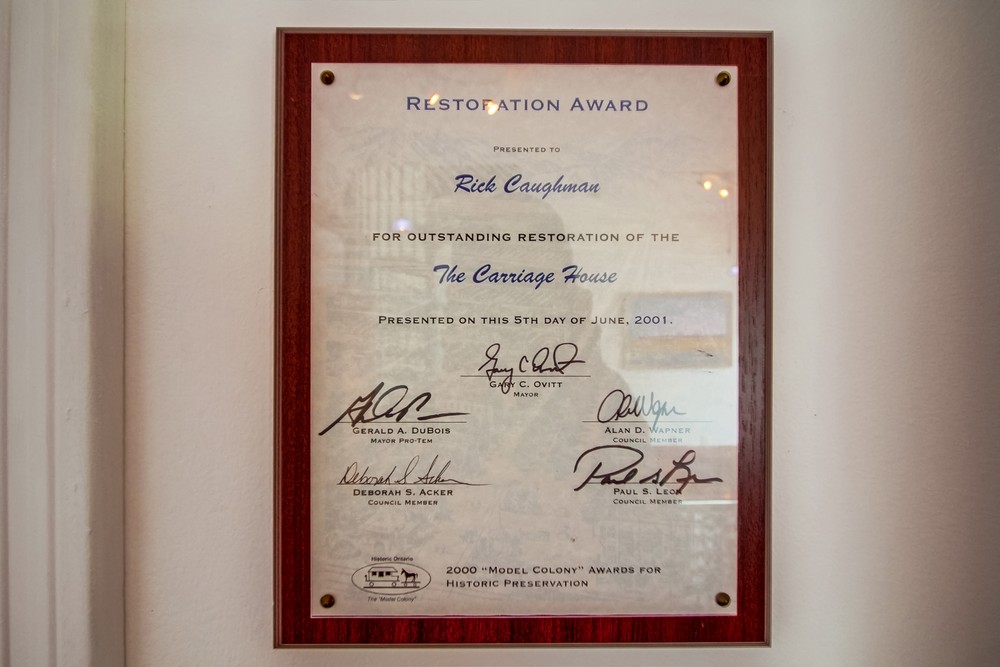 RESTORATION AWARD
PRESENTED TO
Rick Caughman
FOR OUTSTANDING RESTORATION OF THE
The Carriage House
PRESENTED ON THIS 5TH DAY OF JUNE, 2001.
GARY C. OVITT
MAYOR
GERALD A. DUBOIS
MAYOR PRO-TEM
ALAN D. WAPNER
COUNCIL MEMBER
Deborah S. Acker
DEBORAH S. ACKER
COUNCIL MEMBER
PAUL S. LEON
COUNCIL MEMBER
Historic Ontario
The "Model Colony"
2000 "MODEL COLONY" AWARDS FOR
HISTORIC PRESERVATION